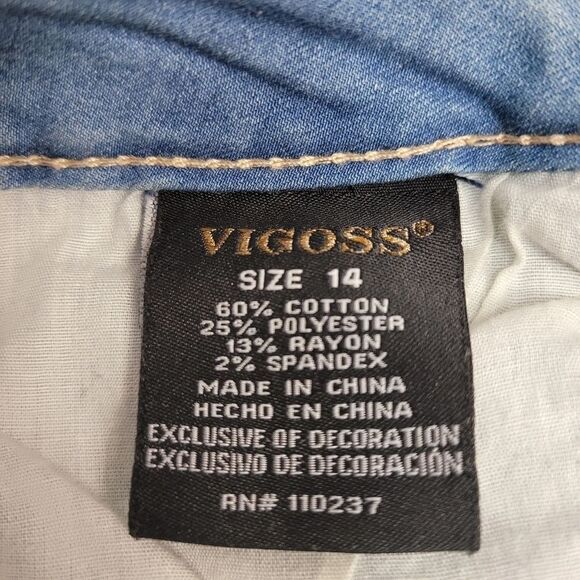 VIGOSS®
SIZE 14
60% COTTON
25% POLYESTER
13% RAYON
2% SPANDEX
MADE IN CHINA
HECHO EN CHINA
EXCLUSIVE OF DECORATION
EXCLUSIVO DE DECORACIÓN
RN# 110237